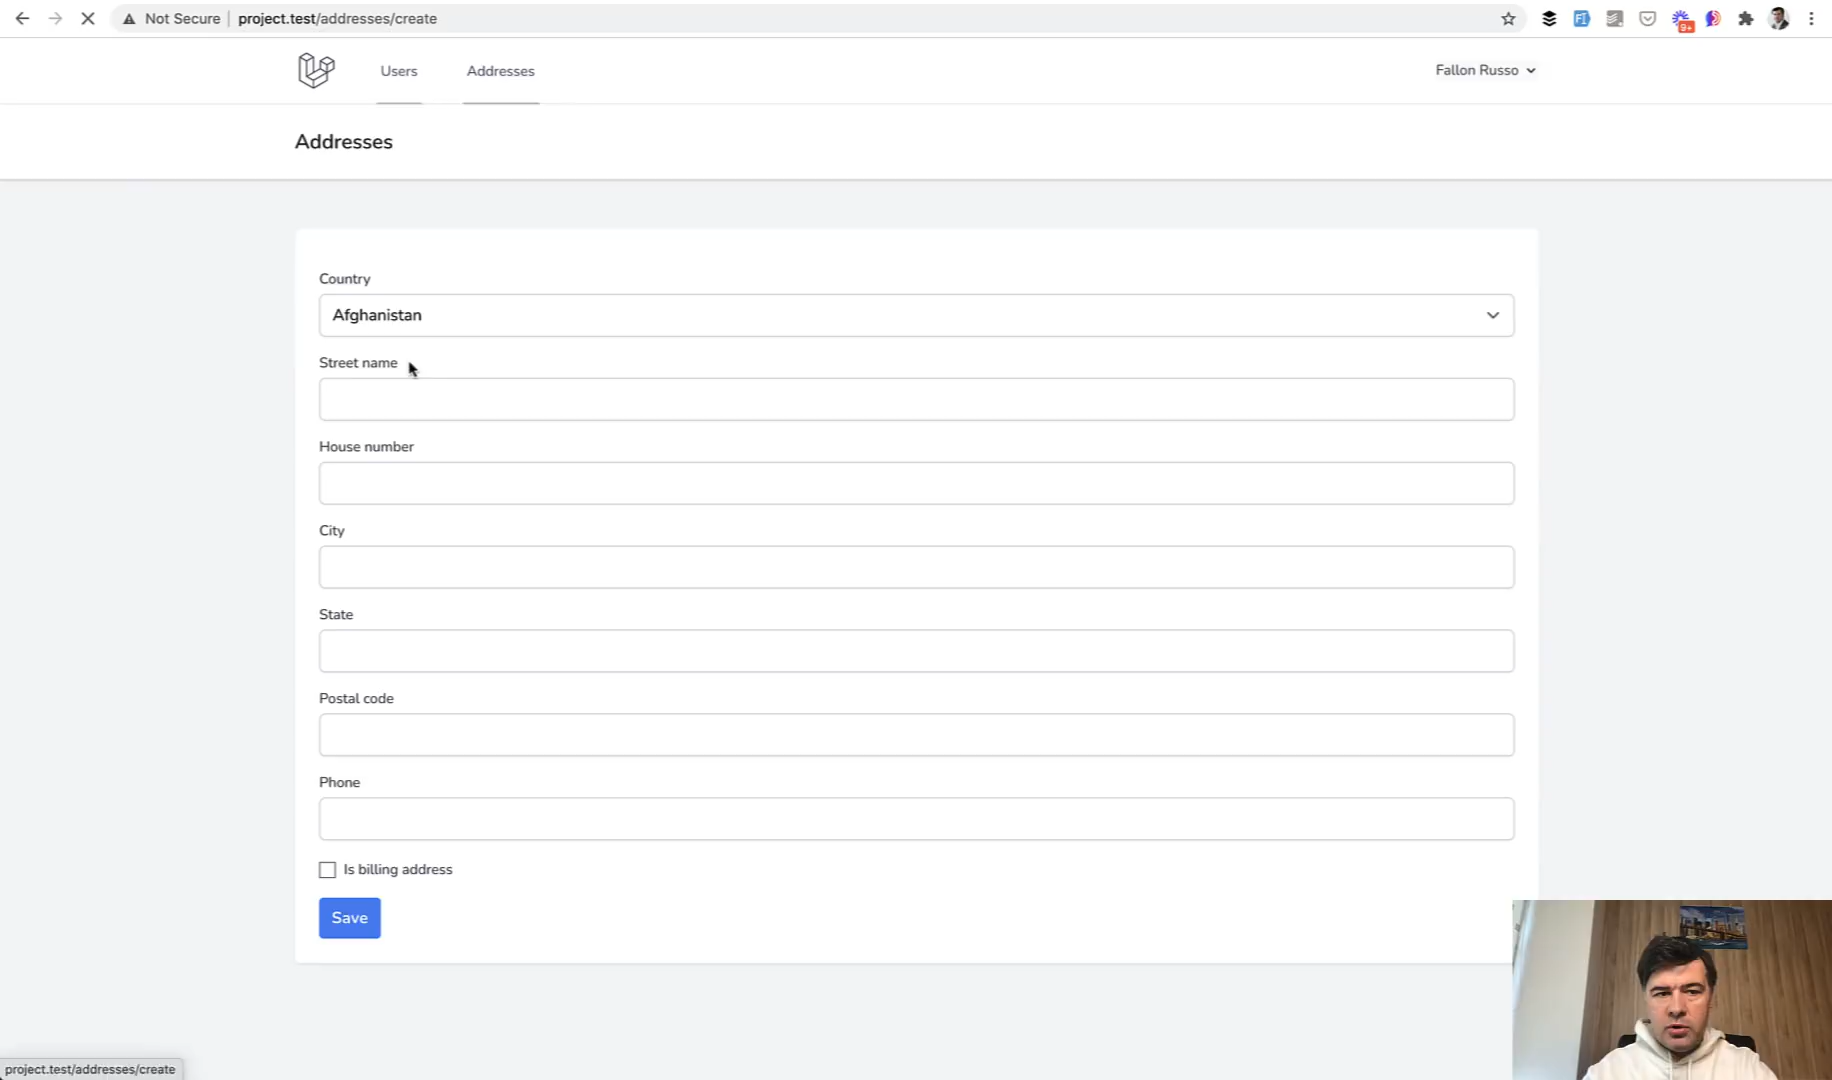 Not Secure | project.test/addresses/create
9+
Users Addresses Fallon Russo
Addresses
Country
Afghanistan
Street name
House number
City
State
Postal code
Phone
Is billing address
Save
project.test/addresses/create